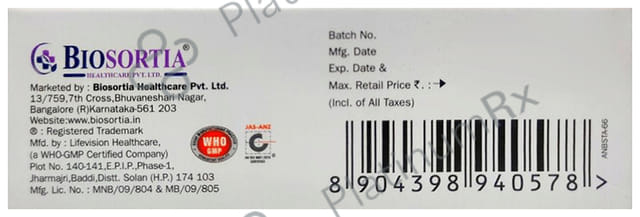 BIOSORTIA®
HEALTHCARE PVT. LTD.
Marketed by : Biosortia Healthcare Pvt. Ltd.
13/759,7th Cross,Bhuvaneshari Nagar,
Bangalore (R)Karnataka-561 203
Website:www.biosortia.in
® : Registered Trademark
Mfd. by : Lifevision Healthcare,
(a WHO-GMP Certified Company)
Plot No. 140141,E.P.I.P.,Phase-1,
Jharmajri,Baddi,Distt. Solan (H.P.) 174 103
Mfg. Lic. No. : MNB/09/804 & MB/09/805
WHO
GMP
JAS-ANZ
C
Batch No.
Mfg. Date
Exp. Date &
Max. Retail Price ₹. :
(Incl. of All Taxes)
8 904398 940578 >
ANBSTA-66
PlatinumRx